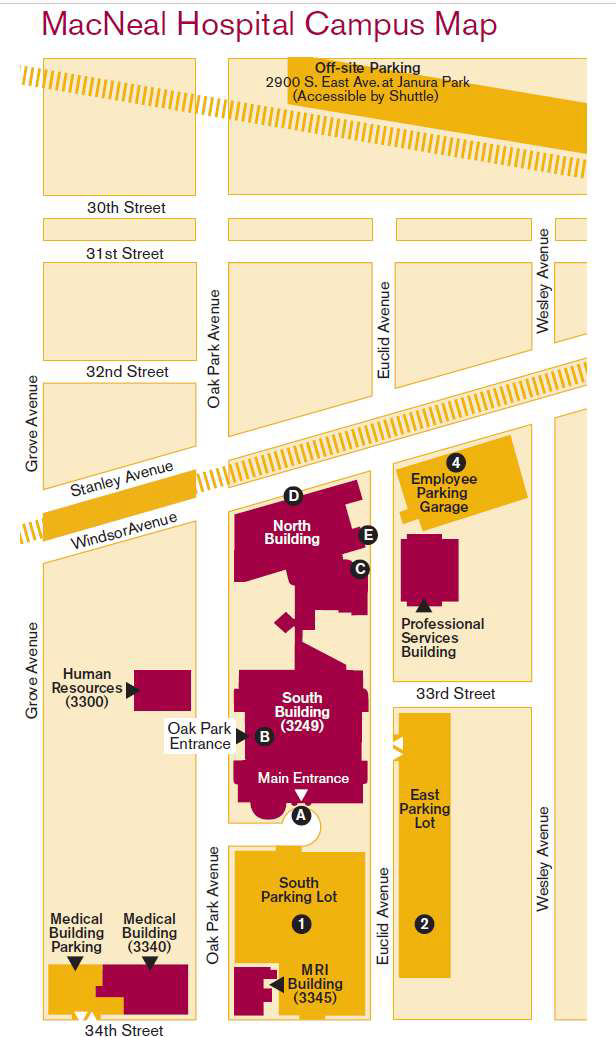 MacNeal Hospital Campus Map
Off-site Parking
2900 S. East Ave. at Janura Park
(Accessible by Shuttle)
30th Street
31st Street
Wesley Avenue
Oak Park Avenue
Euclid Avenue
32nd Street
Grove Avenue
Stanley Avenue
Windsor Avenue
4
Employee
Parking
Garage
D
North
Building
E
C
Professional
Services
Building
Grove Avenue
Human
Resources
(3300)
33rd Street
South
Building
(3249)
Oak Park
Entrance
B
Main Entrance
A
East
Parking
Lot
Wesley Avenue
Oak Park Avenue
Euclid Avenue
South
Parking Lot
1
2
Medical
Building
Parking
Medical
Building
(3340)
MRI
Building
(3345)
34th Street